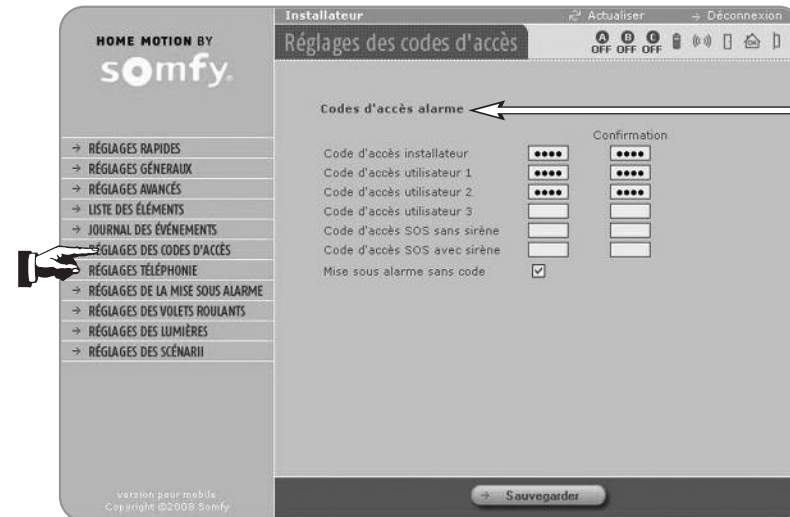 Installateur
Actualiser
Déconnexion
HOME MOTION BY
somfy.
Réglages des codes d'accès
A B C
OFF OFF OFF
Codes d'accès alarme
Confirmation
Code d'accès installateur
Code d'accès utilisateur 1
Code d'accès utilisateur 2
Code d'accès utilisateur 3
Code d'accès SOS sans sirène
Code d'accès SOS avec sirène
Mise sous alarme sans code
→ RÉGLAGES RAPIDES
→ RÉGLAGES GÉNERAUX
→ RÉGLAGES AVANCÉS
→ LISTE DES ÉLÉMENTS
→ JOURNAL DES ÉVÉNEMENTS
RÉGLAGES DES CODES D'ACCÉS
RÉGLAGES TÉLÉPHONIE
→ RÉGLAGES DE LA MISE SOUS ALARME
→ RÉGLAGES DES VOLETS ROULANTS
→ RÉGLAGES DES LUMIÈRES
→ RÉGLAGES DES SCÉNARII
version pour mobile
Copyright ©2008 Somfy
→ Sauvegarder